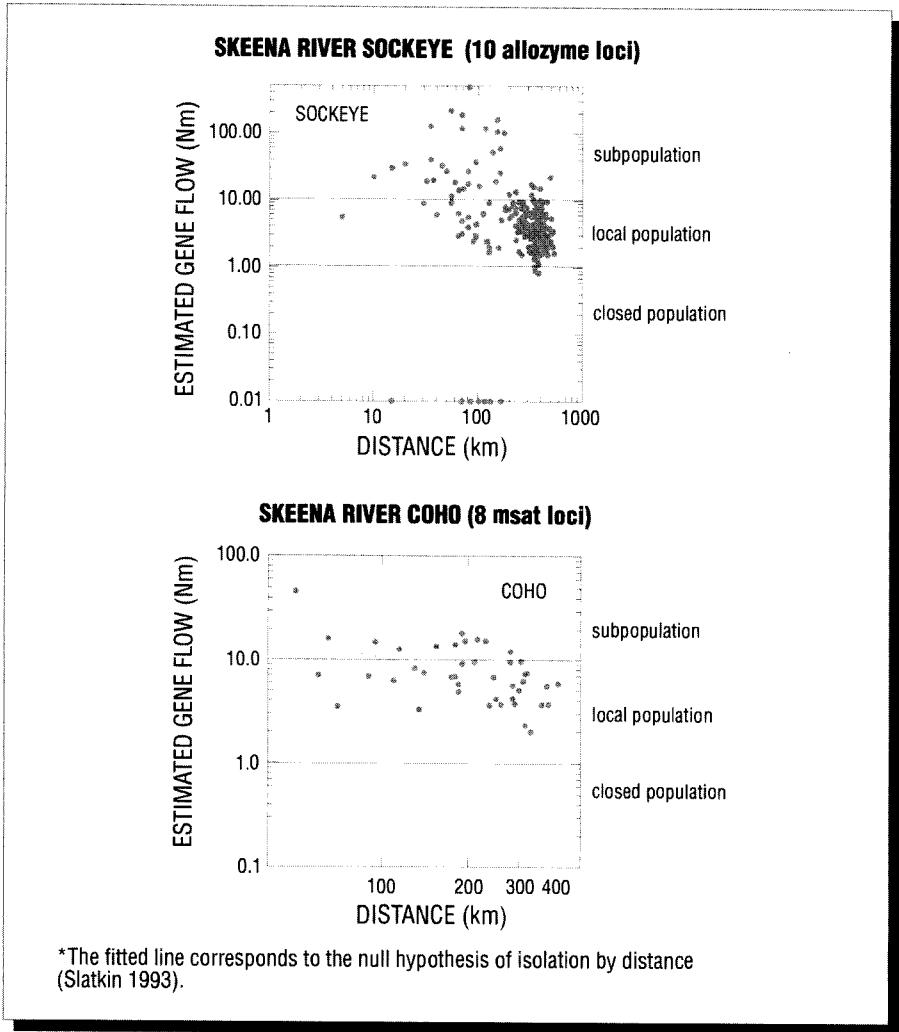 SKEENA RIVER SOCKEYE (10 allozyme loci)
ESTIMATED GENE FLOW (Nm)
SOCKEYE
100.00
10.00
1.00
0.10
0.01
subpopulation
local population
closed population
1 10 100 1000
DISTANCE (km)
SKEENA RIVER COHO (8 msat loci)
ESTIMATED GENE FLOW (Nm)
COHO
100.0
10.0
1.0
0.1
subpopulation
local population
closed population
100 200 300 400
DISTANCE (km)
*The fitted line corresponds to the null hypothesis of isolation by distance
(Slatkin 1993).